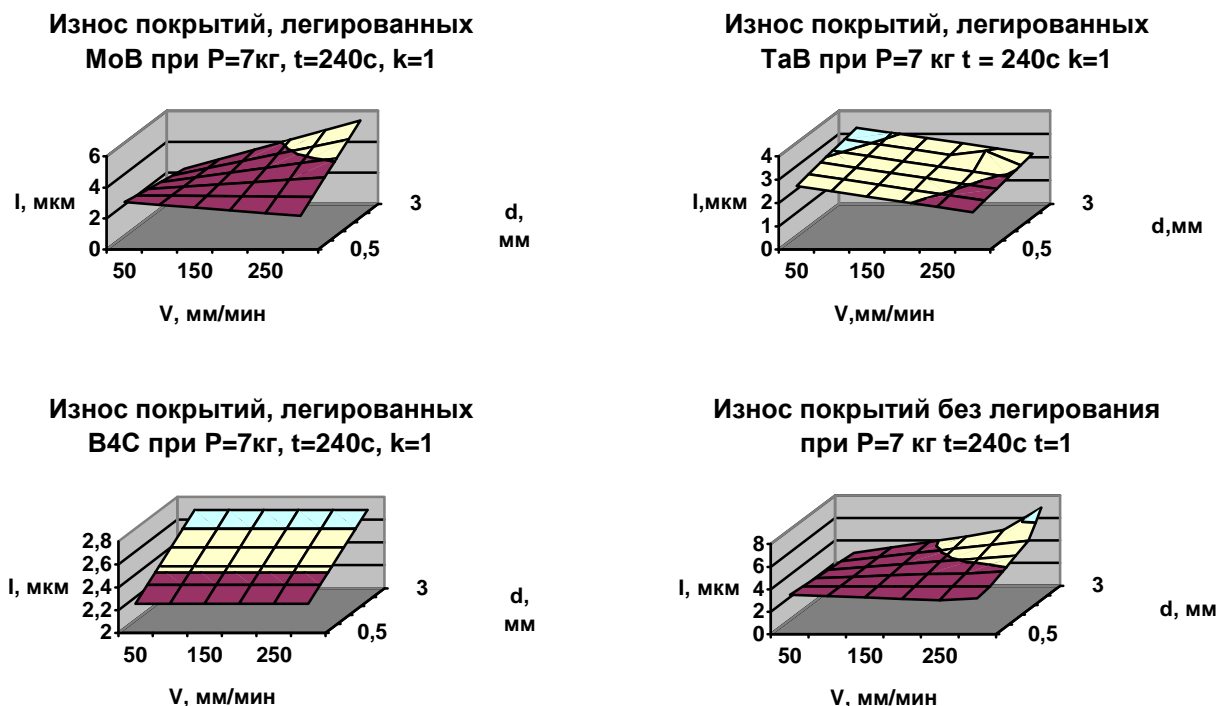 Износ покрытий, легированных
MoB при P=7кг, t=240с, k=1
6
4
2
0
I, мкм
3
0,5
d,
мм
50 150 250
V, мм/мин
Износ покрытий, легированных
TaB при P=7 кг t = 240с k=1
4
3
2
1
0
I,мкм
3
0,5
d,мм
50 150 250
V,мм/мин
Износ покрытий, легированных
B4C при P=7кг, t=240с, k=1
2,8
2,6
2,4
2,2
2
I, мкм
3
0,5
d,
мм
50 150 250
V, мм/мин
Износ покрытий без легирования
при P=7 кг t=240с t=1
8
6
4
2
0
I, мкм
3
0,5
d, мм
50 150 250
V, мм/мин